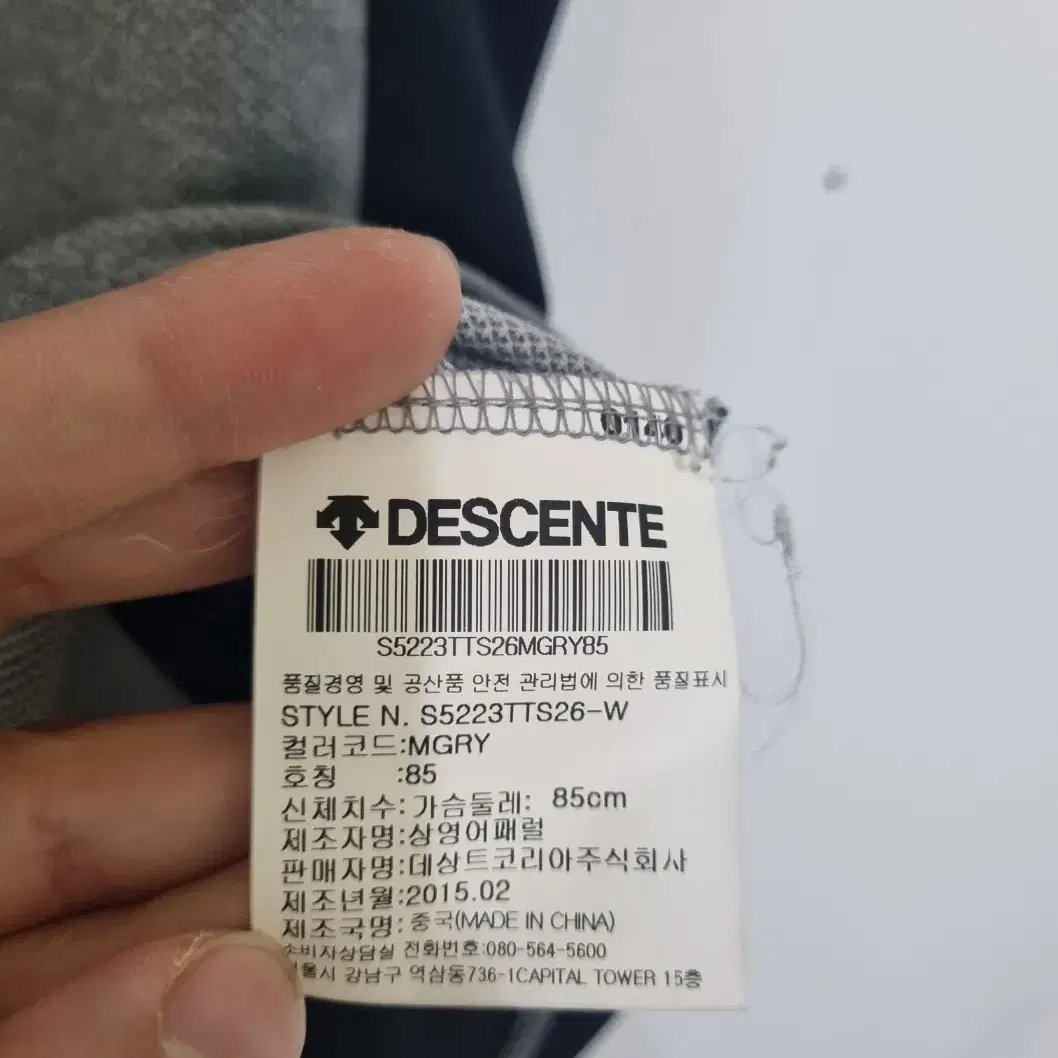 0140
DESCENTE
S5223TTS26MGRY85
품질경영 및 공산품 안전 관리법에 의한 품질표시
STYLE N. S5223TTS26-W
컬러코드:MGRY
호칭 :85
신체치수: 가슴둘레: 85cm
제조자명:상영어패럴
판매자명:데상트코리아주식회사
제조년월:2015.02
제조국명: 중국(MADE IN CHINA)
소비자상담실 전화번호:080-564-5600
서울시 강남구 역삼동736-1CAPITAL TOWER 15층